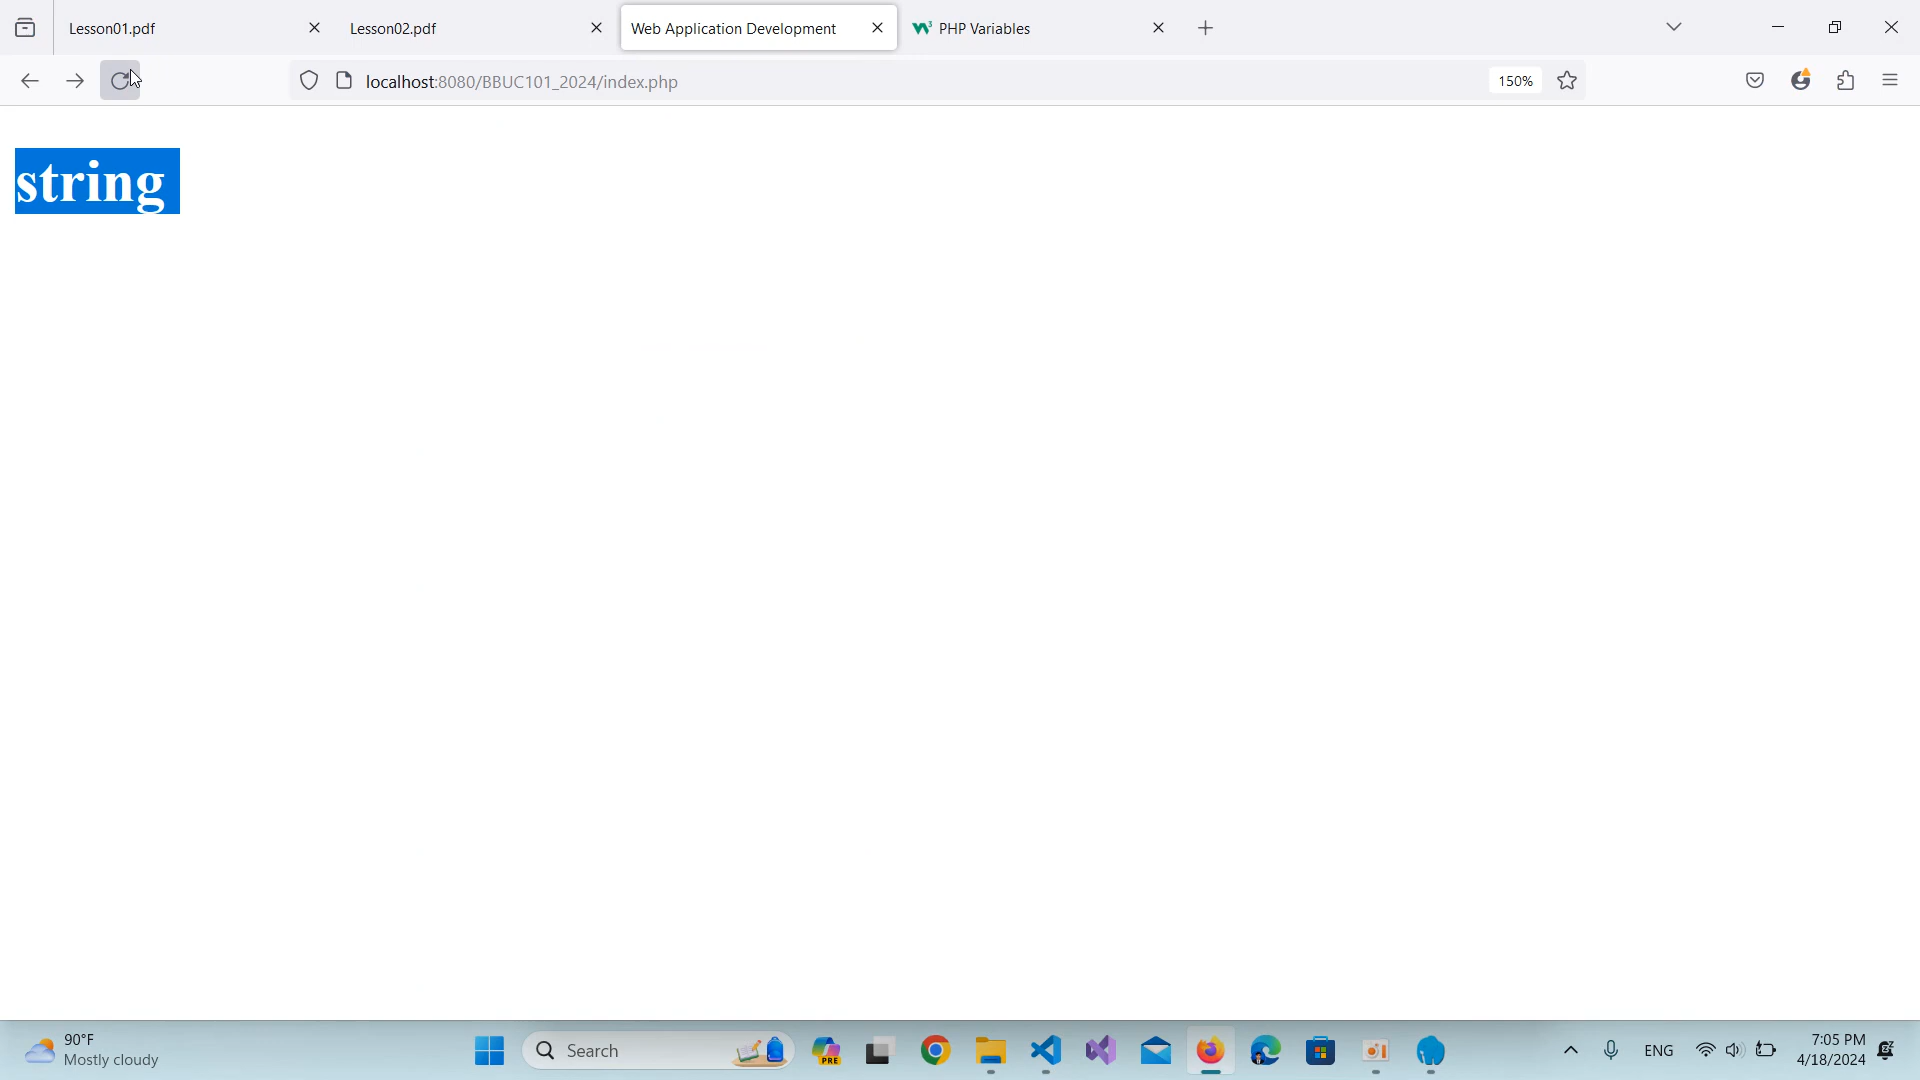 Lesson01.pdf
Lesson02.pdf
Web Application Development
PHP Variables
localhost:8080/BBUC101_2024/index.php
150%
string
90°F
Mostly cloudy
Search
PRE
ENG
7:05 PM
4/18/2024